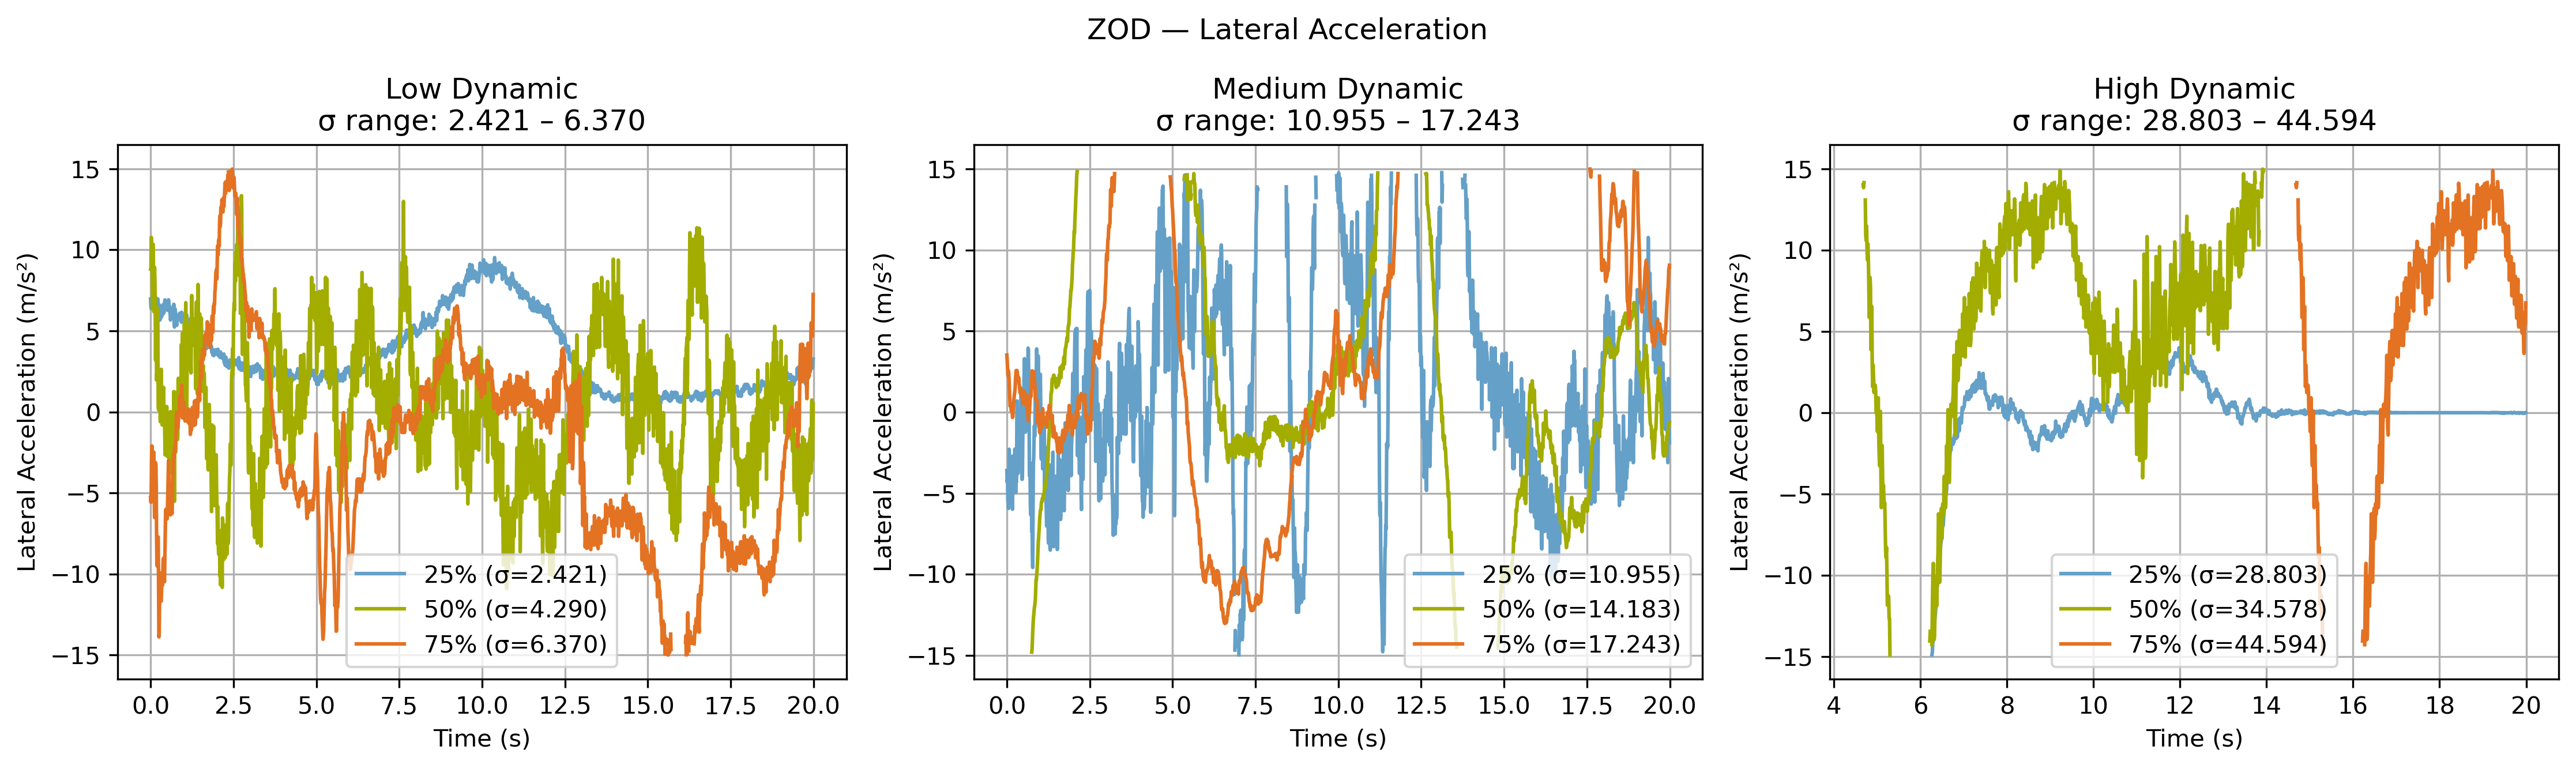 ZOD — Lateral Acceleration
Low Dynamic
σ range: 2.421 – 6.370
Lateral Acceleration (m/s²)
15
10
5
0
−5
−10
−15
25% (σ=2.421)
50% (σ=4.290)
75% (σ=6.370)
0.0 2.5 5.0 7.5 10.0 12.5 15.0 17.5 20.0
Time (s)
Medium Dynamic
σ range: 10.955 – 17.243
Lateral Acceleration (m/s²)
15
10
5
0
−5
−10
−15
25% (σ=10.955)
50% (σ=14.183)
75% (σ=17.243)
0.0 2.5 5.0 7.5 10.0 12.5 15.0 17.5 20.0
Time (s)
High Dynamic
σ range: 28.803 – 44.594
Lateral Acceleration (m/s²)
15
10
5
0
−5
−10
−15
25% (σ=28.803)
50% (σ=34.578)
75% (σ=44.594)
4 6 8 10 12 14 16 18 20
Time (s)